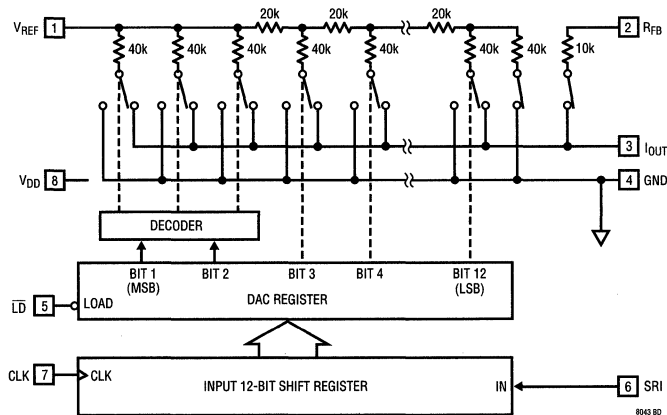 20k 20k 20k
VREF 1 2 RFB
40k 40k 40k 40k 40k 40k 40k 10k
3 IOUT
VDD 8 4 GND
DECODER
BIT 1 (MSB) BIT 2 BIT 3 BIT 4 BIT 12 (LSB)
LD 5 LOAD DAC REGISTER
CLK 7 CLK INPUT 12-BIT SHIFT REGISTER IN 6 SRI
8043 BD